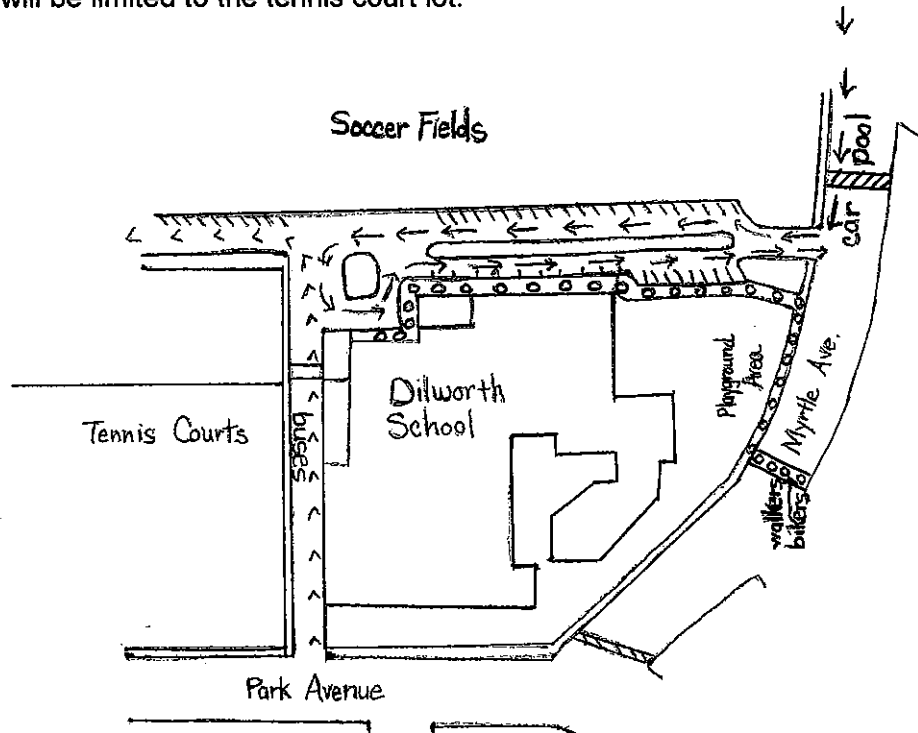 will be limited to the tennis court lot.
Soccer Fields
car pool
Playground
Area
Myrtle Ave.
Dilworth
School
Tennis Courts
buses
walkers
bikers
Park Avenue